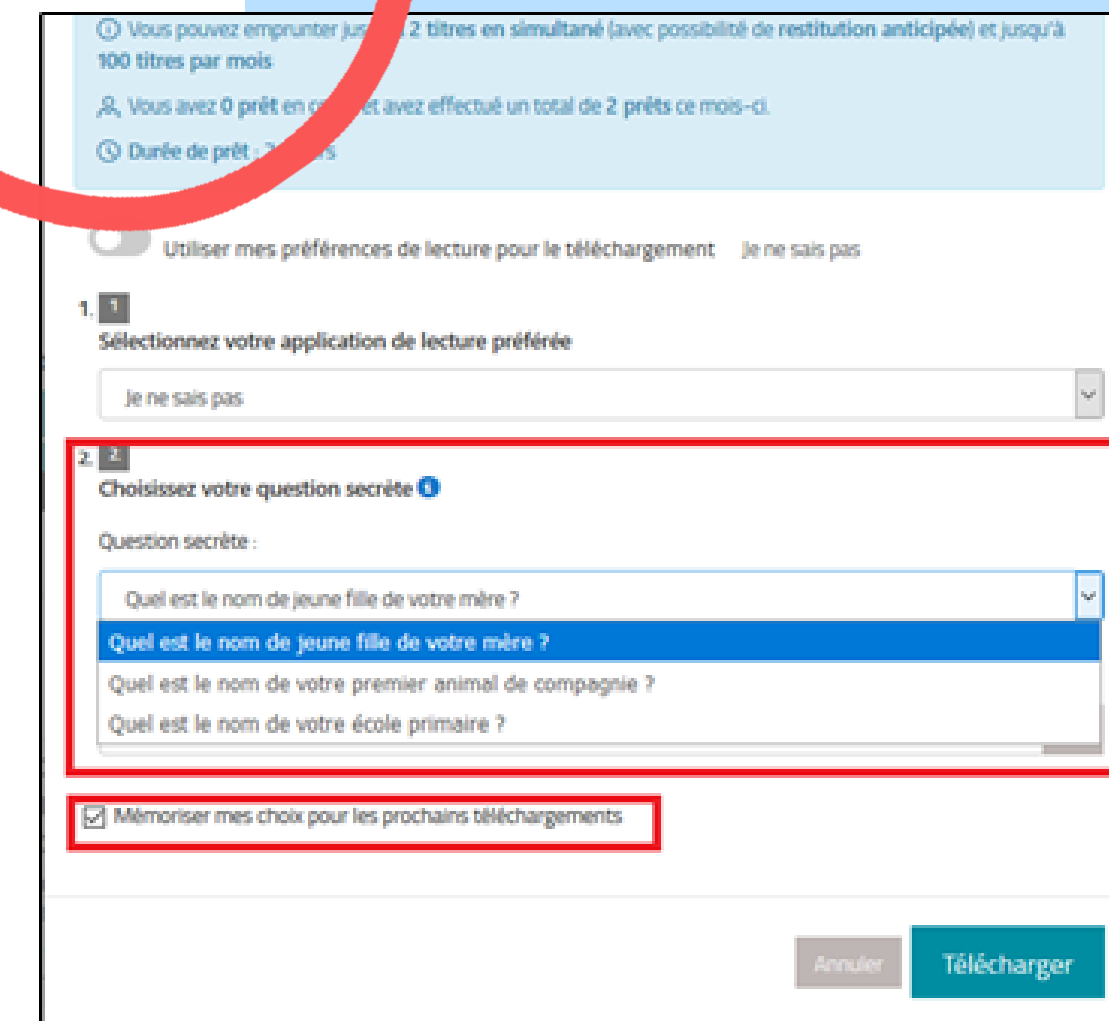 Vous pouvez emprunter 2 titres en simultané (avec possibilité de restitution anticipée) et jusqu'à
100 titres par mois
Vous avez 0 prêt en et avez effectué un total de 2 prêts ce mois-ci.
Durée de prêt :
Utiliser mes préférences de lecture pour le téléchargement Je ne sais pas
1. 1
Sélectionnez votre application de lecture préférée
Je ne sais pas
2. 2
Choisissez votre question secrète
Question secrète :
Quel est le nom de jeune fille de votre mère ?
Quel est le nom de jeune fille de votre mère ?
Quel est le nom de votre premier animal de compagnie ?
Quel est le nom de votre école primaire ?
Mémoriser mes choix pour les prochains téléchargements
Annuler Télécharger